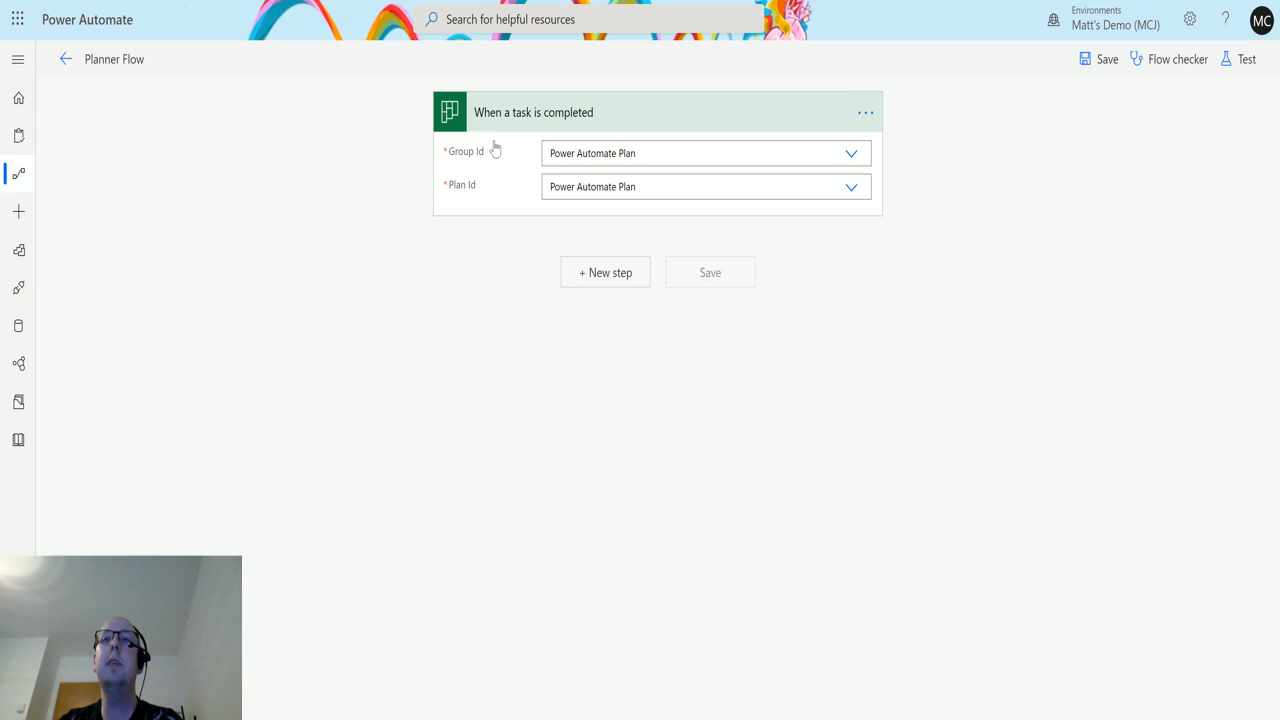 Power Automate
Search for helpful resources
Environments
Matt's Demo (MCJ)
?
MC
Planner Flow
Save
Flow checker
Test
When a task is completed
...
* Group Id
Power Automate Plan
* Plan Id
Power Automate Plan
+ New step
Save